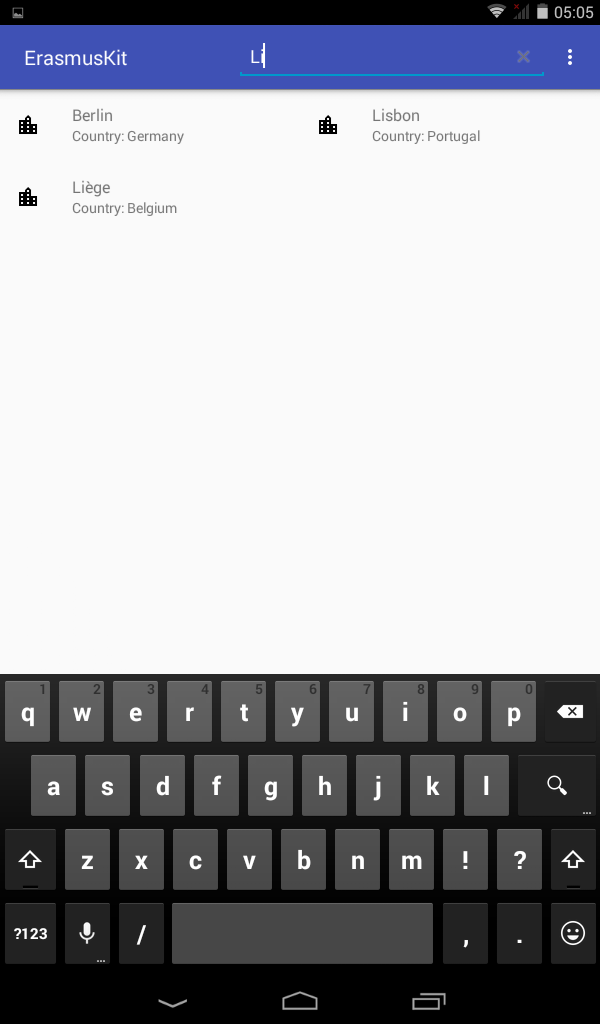 05:05
ErasmusKit
Li
Berlin
Country: Germany
Lisbon
Country: Portugal
Liège
Country: Belgium
1 2 3 4 5 6 7 8 9 0
q w e r t y u i o p
a s d f g h j k l
...
z x c v b n m ! ?
?123 ... / , .